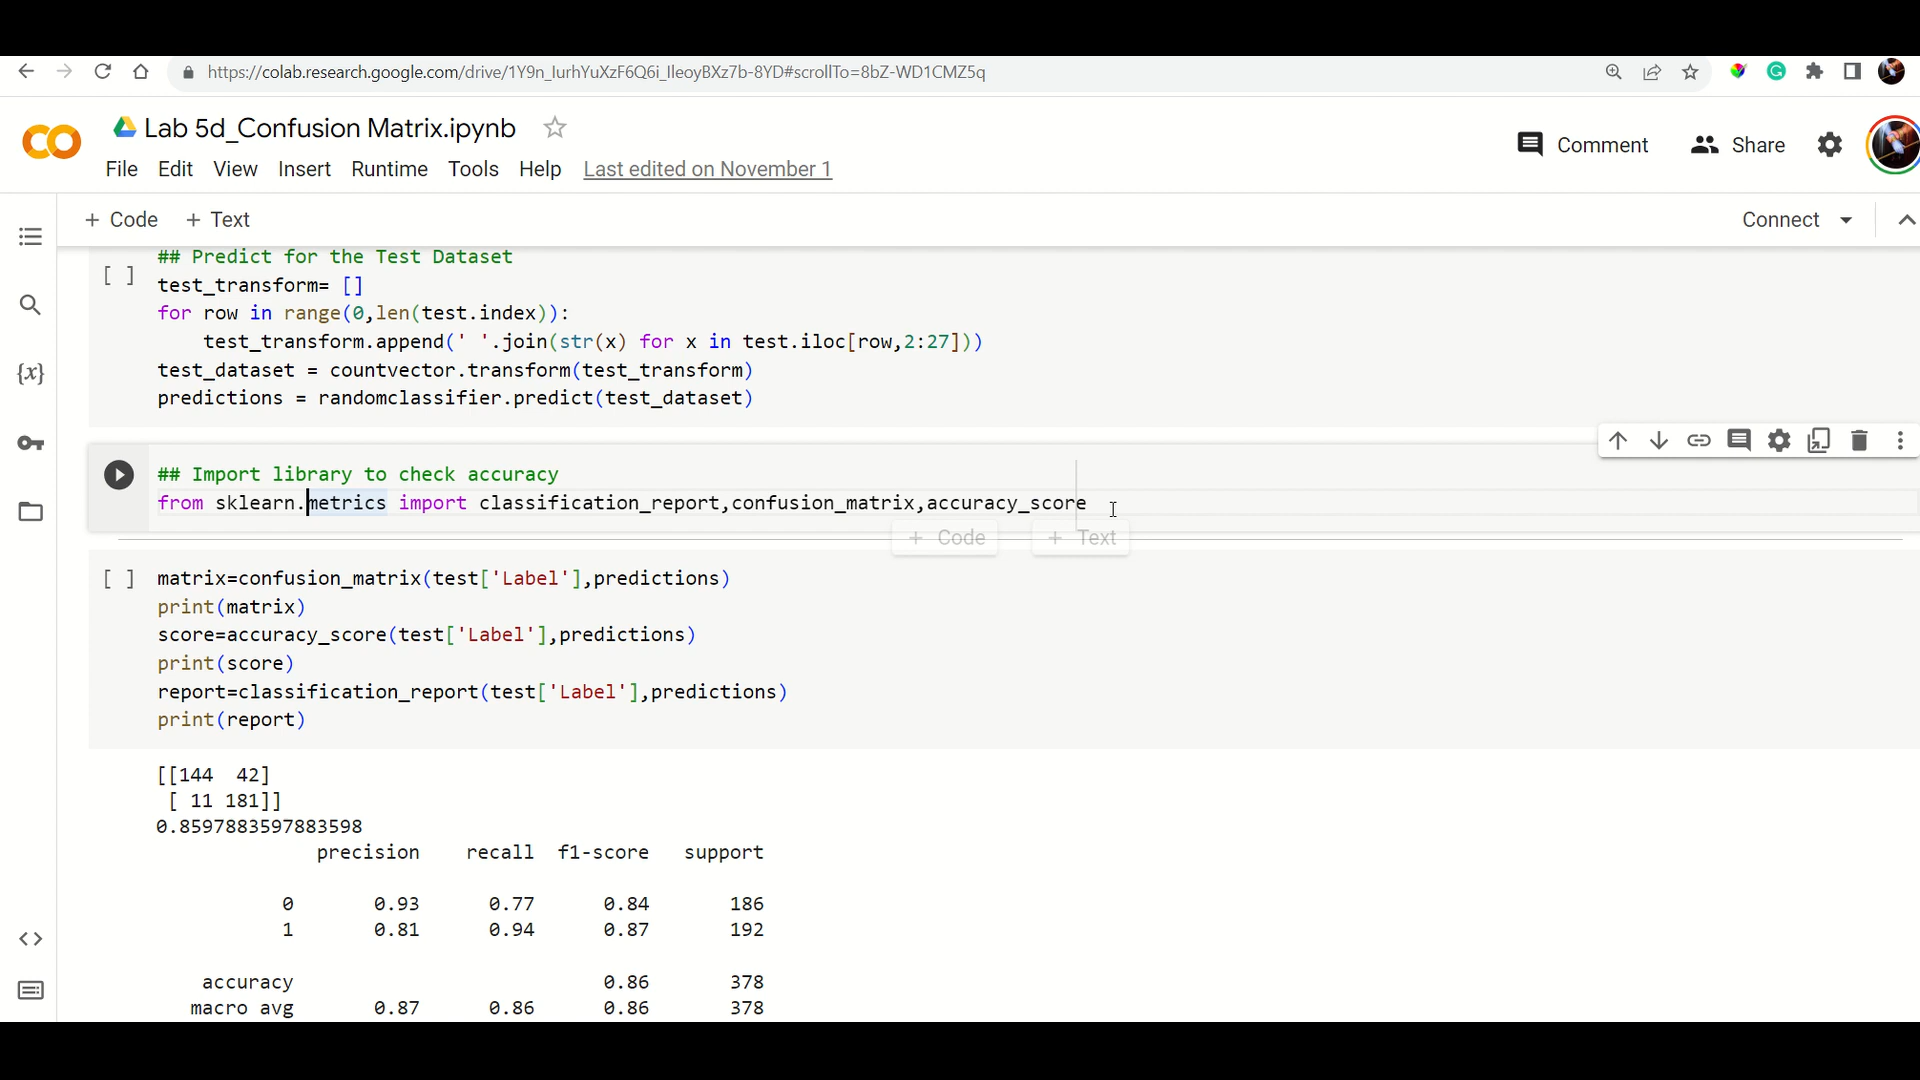 https://colab.research.google.com/drive/1Y9n_IurhYuXzF6Q6i_IleoyBXz7b-8YD#scrollTo=8bZ-WD1CMZ5q
Lab 5d_Confusion Matrix.ipynb
Comment
Share
File Edit View Insert Runtime Tools Help Last edited on November 1
+ Code + Text
Connect
## Predict for the Test Dataset
[ ]
test_transform= []
for row in range(0,len(test.index)):
test_transform.append(' '.join(str(x) for x in test.iloc[row,2:27]))
test_dataset = countvector.transform(test_transform)
predictions = randomclassifier.predict(test_dataset)
## Import library to check accuracy
from sklearn.metrics import classification_report,confusion_matrix,accuracy_score
+ Code + Text
[ ] matrix=confusion_matrix(test['Label'],predictions)
print(matrix)
score=accuracy_score(test['Label'],predictions)
print(score)
report=classification_report(test['Label'],predictions)
print(report)
[[144 42]
[ 11 181]]
0.8597883597883598
precision recall f1-score support
0 0.93 0.77 0.84 186
1 0.81 0.94 0.87 192
accuracy 0.86 378
macro avg 0.87 0.86 0.86 378